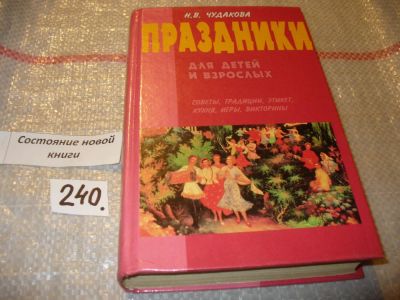 Н.В. ЧУДАКОВА
ПРАЗДНИКИ
ДЛЯ ДЕТЕЙ
И ВЗРОСЛЫХ
СОВЕТЫ, ТРАДИЦИИ, ЭТИКЕТ,
КУХНЯ, ИГРЫ, ВИКТОРИНЫ
Состояние новой
книги
240.